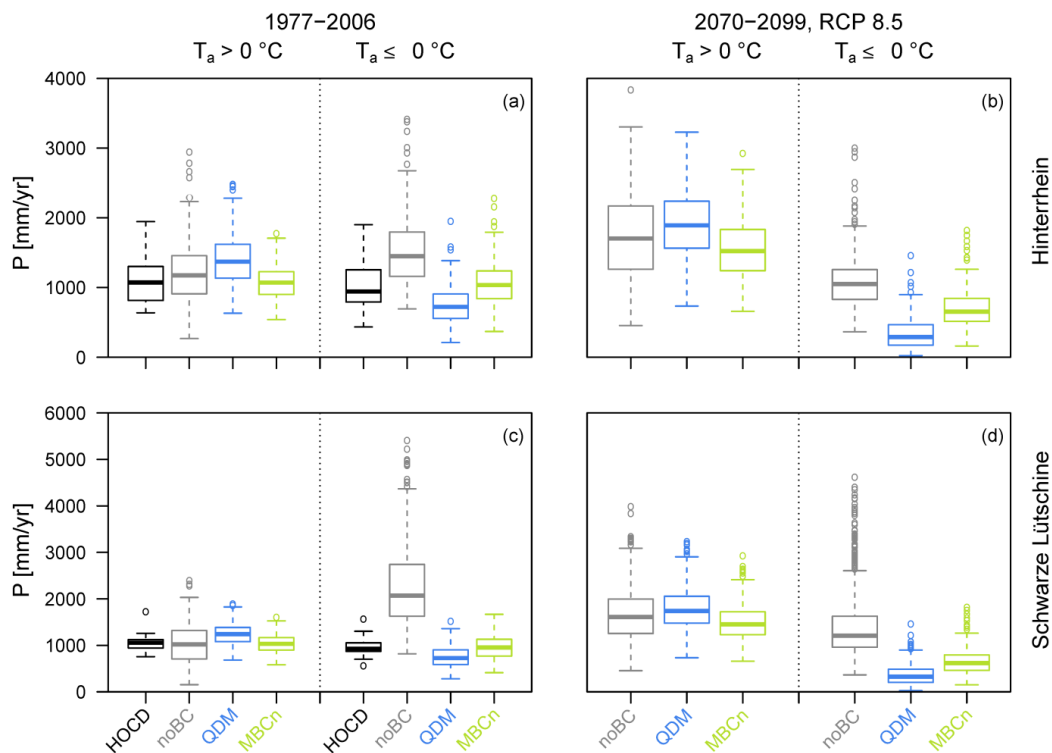 1977−2006
2070−2099, RCP 8.5
Ta > 0 °C
Ta ≤ 0 °C
Ta > 0 °C
Ta ≤ 0 °C
P [mm/yr]
4000
3000
2000
1000
0
(a)
(b)
Hinterrhein
P [mm/yr]
6000
5000
4000
3000
2000
1000
0
(c)
(d)
Schwarze Lütschine
HOCD
noBC
QDM
MBCn
HOCD
noBC
QDM
MBCn
noBC
QDM
MBCn
noBC
QDM
MBCn